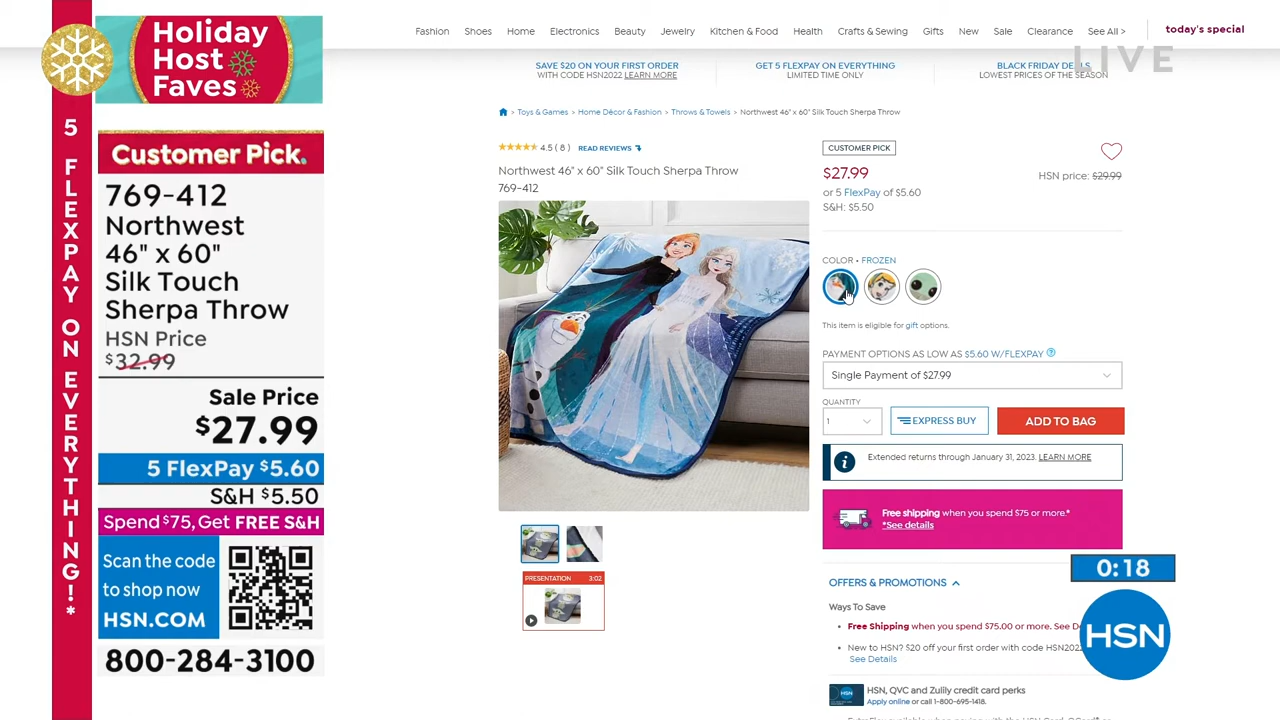 Holiday
Host
Faves
5 FLEXPAY ON EVERYTHING!*
Customer Pick.
769-412
Northwest
46" x 60"
Silk Touch
Sherpa Throw
HSN Price
$32.99
Sale Price
$27.99
5 FlexPay $5.60
S&H $5.50
Spend $75, Get FREE S&H
Scan the code
to shop now
HSN.COM
800-284-3100
Fashion Shoes Home Electronics Beauty Jewelry Kitchen & Food Health Crafts & Sewing Gifts New Sale Clearance See All > today's special
LIVE
SAVE $20 ON YOUR FIRST ORDER
WITH CODE HSN2022 LEARN MORE
GET 5 FLEXPAY ON EVERYTHING
LIMITED TIME ONLY
BLACK FRIDAY DEALS
LOWEST PRICES OF THE SEASON
> Toys & Games > Home Décor & Fashion > Throws & Towels > Northwest 46" x 60" Silk Touch Sherpa Throw
4.5 ( 8 ) READ REVIEWS
Northwest 46" x 60" Silk Touch Sherpa Throw
769-412
PRESENTATION 3:02
CUSTOMER PICK
$27.99
HSN price: $29.99
or 5 FlexPay of $5.60
S&H: $5.50
COLOR • FROZEN
This item is eligible for gift options.
PAYMENT OPTIONS AS LOW AS $5.60 W/FLEXPAY ?
Single Payment of $27.99
QUANTITY
1
EXPRESS BUY
ADD TO BAG
i Extended returns through January 31, 2023. LEARN MORE
Free shipping when you spend $75 or more.*
*See details
0:18
OFFERS & PROMOTIONS
Ways To Save
• Free Shipping when you spend $75.00 or more. See
• New to HSN? $20 off your first order with code HSN2022
See Details
HSN
HSN
HSN, QVC and Zulily credit card perks
Apply online or call 1-800-695-1418.